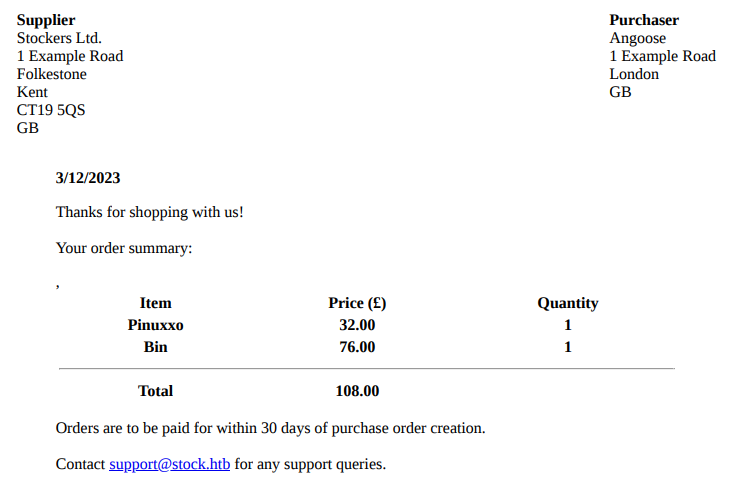 Supplier
Stockers Ltd.
1 Example Road
Folkestone
Kent
CT19 5QS
GB
Purchaser
Angoose
1 Example Road
London
GB
3/12/2023
Thanks for shopping with us!
Your order summary:
,
Item Price (£) Quantity
Pinuxxo 32.00 1
Bin 76.00 1
Total 108.00
Orders are to be paid for within 30 days of purchase order creation.
Contact support@stock.htb for any support queries.